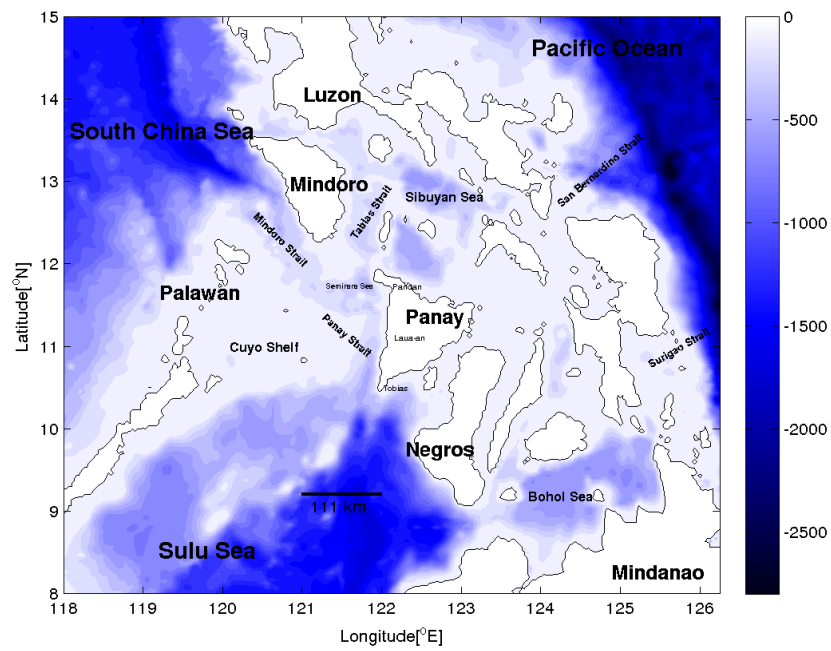 15
14
13
12
11
10
9
8
118
119
120
121
122
123
124
125
126
Latitude[°N]
Longitude[°E]
Pacific Ocean
Luzon
South China Sea
San Bernardino Strait
Mindoro
Sibuyan Sea
Tablas Strait
Mindoro Strait
Palawan
Semirara Sea
Pandan
Panay
Panay Strait
Laua-an
Cuyo Shelf
Surigao Strait
Tobias
Negros
111 km
Bohol Sea
Sulu Sea
Mindanao
0
-500
-1000
-1500
-2000
-2500